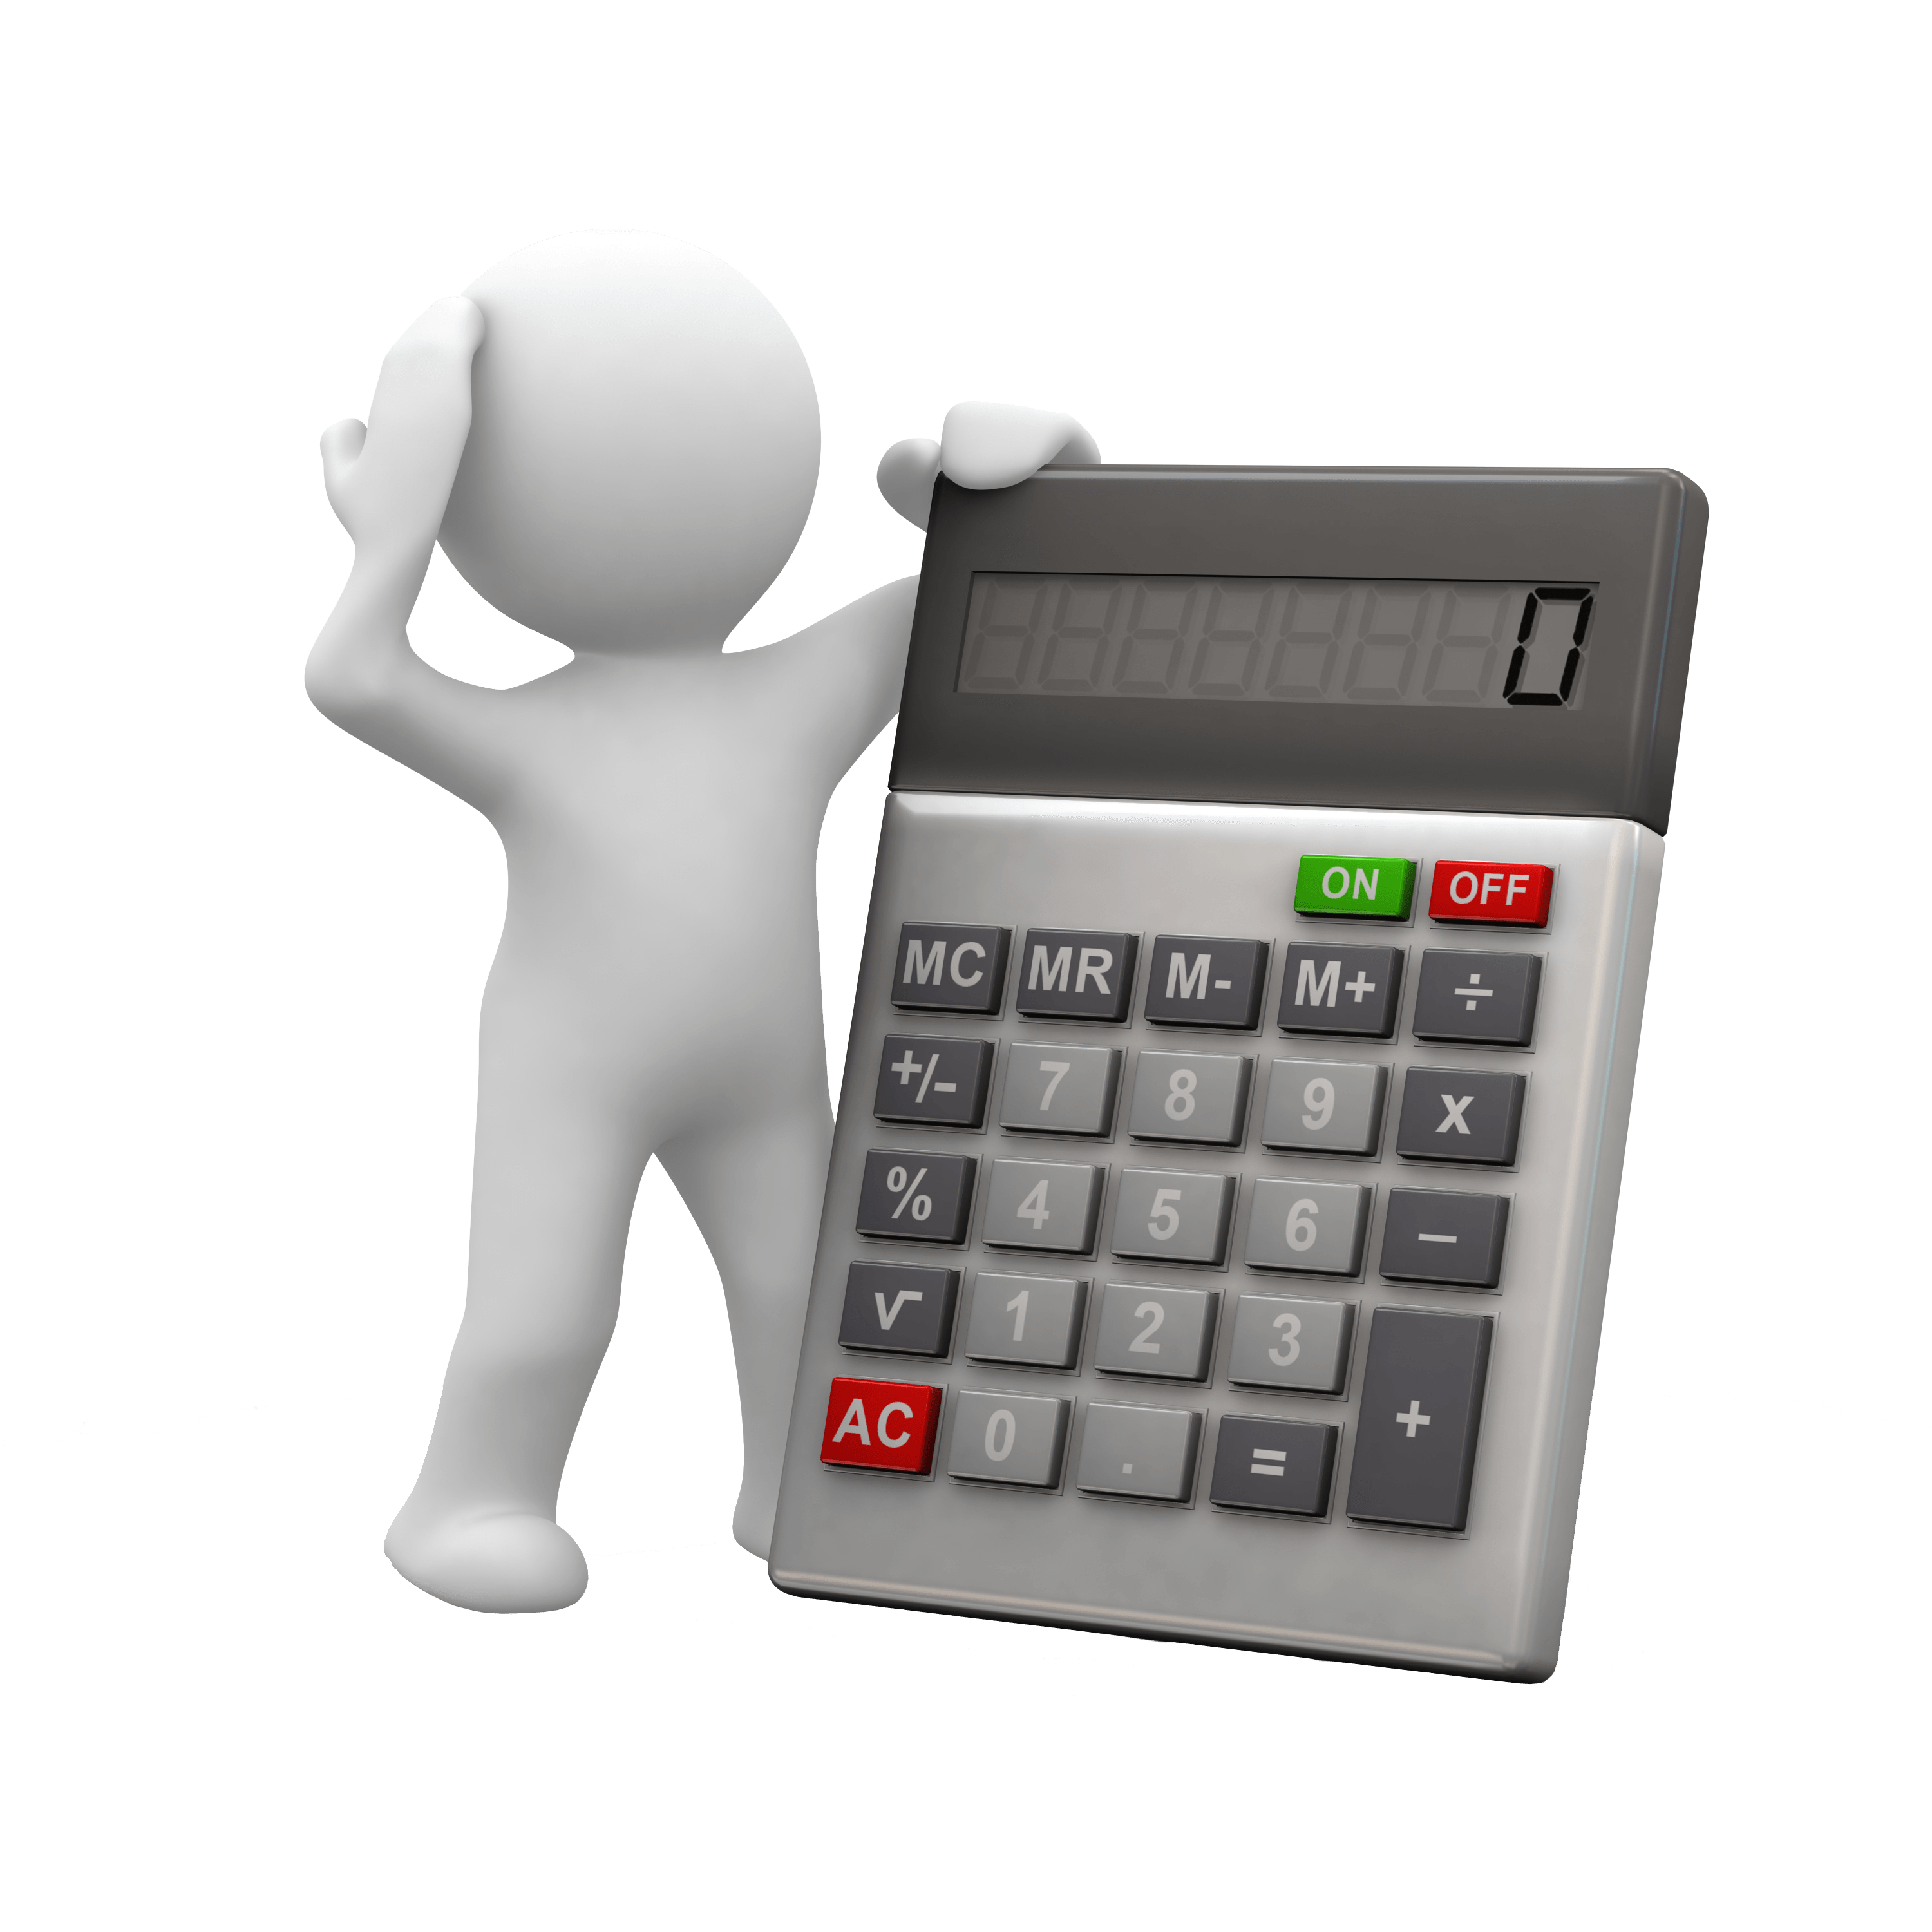 0
ON OFF
MC MR M- M+ ÷
+/- 7 8 9 x
% 4 5 6 –
√ 1 2 3
AC 0 . = +